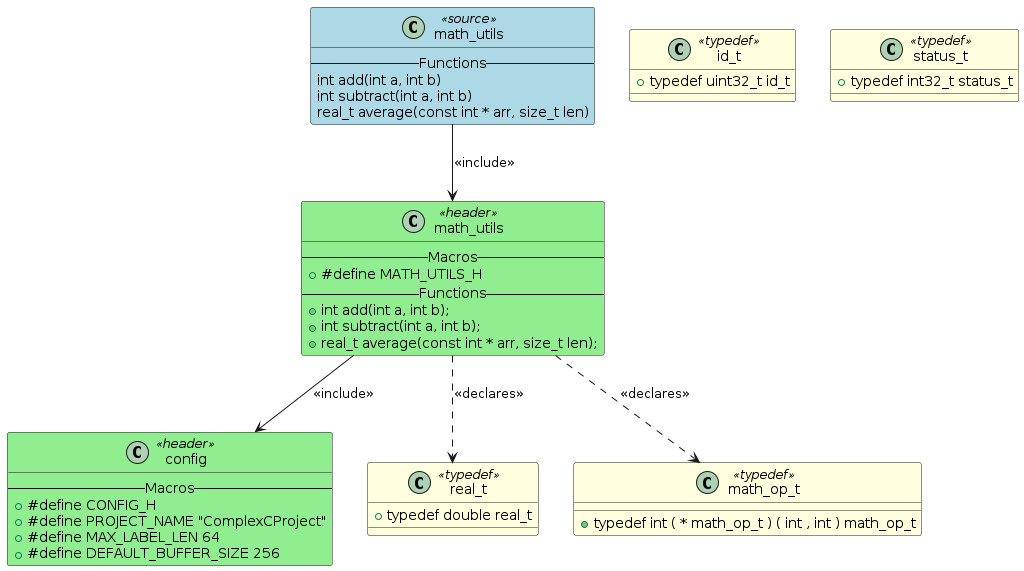 C «source»
math_utils
Functions
int add(int a, int b)
int subtract(int a, int b)
real_t average(const int * arr, size_t len)
C «typedef»
id_t
typedef uint32_t id_t
C «typedef»
status_t
typedef int32_t status_t
«include»
C «header»
math_utils
Macros
#define MATH_UTILS_H
Functions
int add(int a, int b);
int subtract(int a, int b);
real_t average(const int * arr, size_t len);
«include»
«declares»
«declares»
C «header»
config
Macros
#define CONFIG_H
#define PROJECT_NAME "ComplexCProject"
#define MAX_LABEL_LEN 64
#define DEFAULT_BUFFER_SIZE 256
C «typedef»
real_t
typedef double real_t
C «typedef»
math_op_t
typedef int ( * math_op_t ) ( int , int ) math_op_t